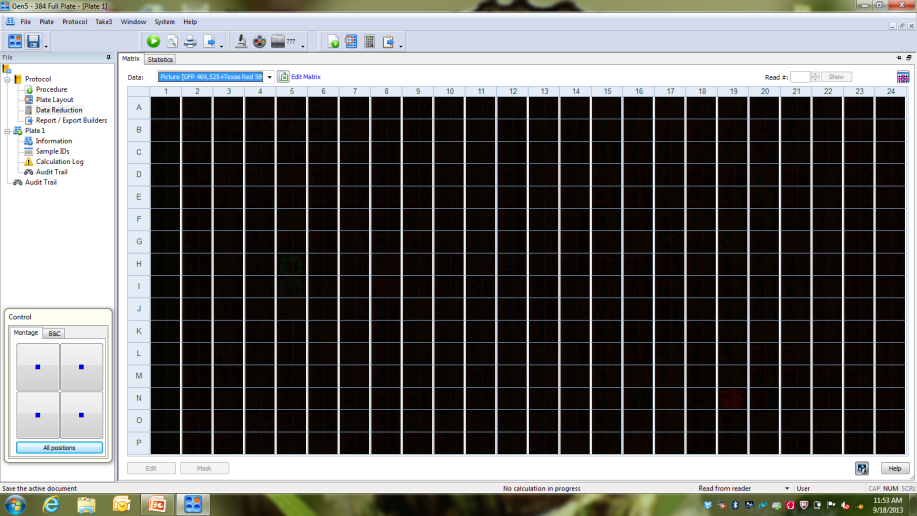 Gen5 - 384 Full Plate - [Plate 1]
File Plate Protocol Take3 Window System Help
???
File
Protocol
Procedure
Plate Layout
Data Reduction
Report / Export Builders
Plate 1
Information
Sample IDs
Calculation Log
Audit Trail
Audit Trail
Matrix Statistics
Data: Picture [GFP 469,525+Texas Red 58 Edit Matrix Read #: Show
1 2 3 4 5 6 7 8 9 10 11 12 13 14 15 16 17 18 19 20 21 22 23 24
A
B
C
D
E
F
G
H
I
J
K
L
M
N
O
P
Control
Montage B&C
All positions
Edit Mask Help
Save the active document No calculation in progress Read from reader User CAP NUM SCRL
11:53 AM
9/18/2013